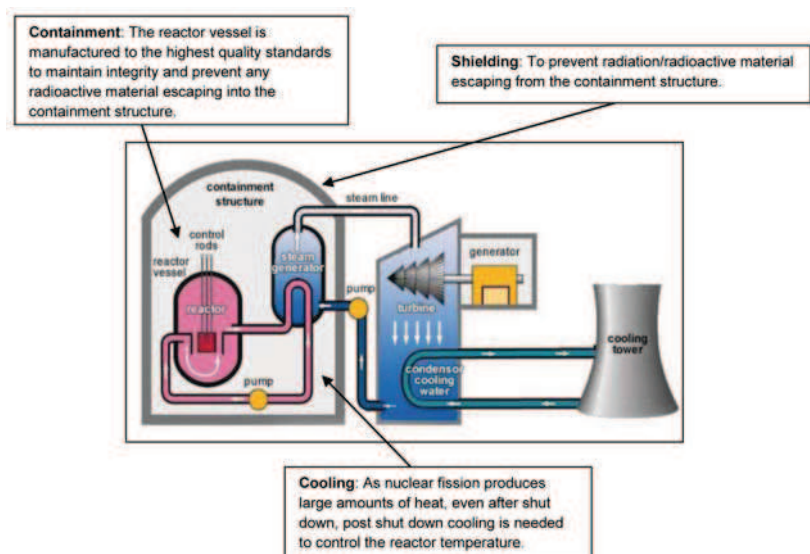 Containment: The reactor vessel is
manufactured to the highest quality standards
to maintain integrity and prevent any
radioactive material escaping into the
containment structure.
Shielding: To prevent radiation/radioactive material
escaping from the containment structure.
containment
structure
steam line
control
rods
reactor
vessel
steam
generator
generator
pump
reactor
turbine
cooling
tower
condensor
cooling
water
pump
Cooling: As nuclear fission produces
large amounts of heat, even after shut
down, post shut down cooling is needed
to control the reactor temperature.